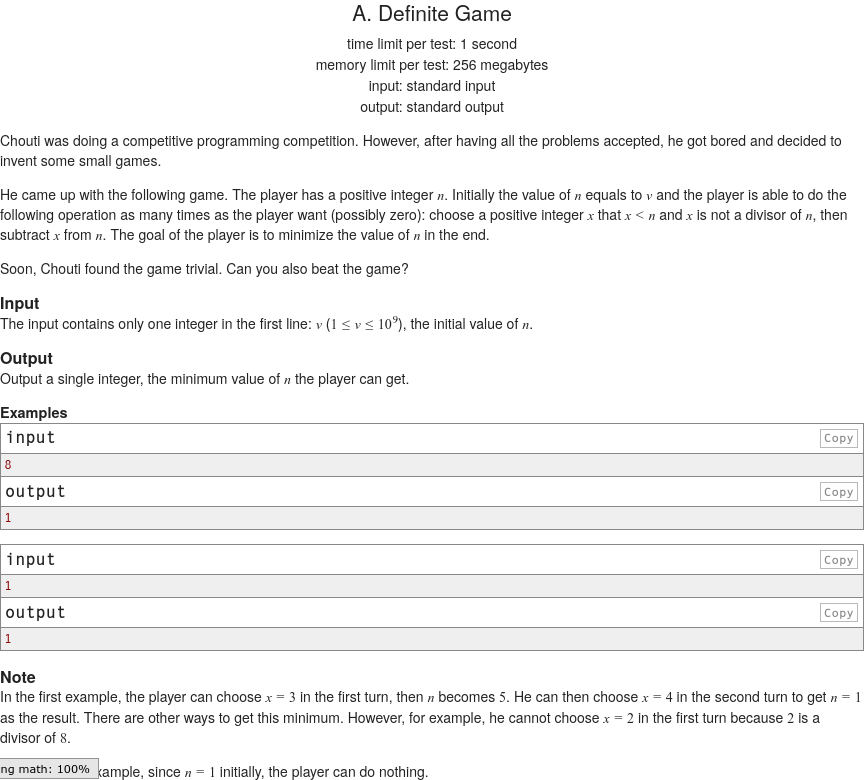 A. Definite Game
time limit per test: 1 second
memory limit per test: 256 megabytes
input: standard input
output: standard output
Chouti was doing a competitive programming competition. However, after having all the problems accepted, he got bored and decided to
invent some small games.
He came up with the following game. The player has a positive integer n. Initially the value of n equals to v and the player is able to do the
following operation as many times as the player want (possibly zero): choose a positive integer x that x < n and x is not a divisor of n, then
subtract x from n. The goal of the player is to minimize the value of n in the end.
Soon, Chouti found the game trivial. Can you also beat the game?
Input
The input contains only one integer in the first line: v (1 ≤ v ≤ 10⁹), the initial value of n.
Output
Output a single integer, the minimum value of n the player can get.
Examples
input Copy
8
output Copy
1
input Copy
1
output Copy
1
Note
In the first example, the player can choose x = 3 in the first turn, then n becomes 5. He can then choose x = 4 in the second turn to get n = 1
as the result. There are other ways to get this minimum. However, for example, he cannot choose x = 2 in the first turn because 2 is a
divisor of 8.
ng math: 100% xample, since n = 1 initially, the player can do nothing.